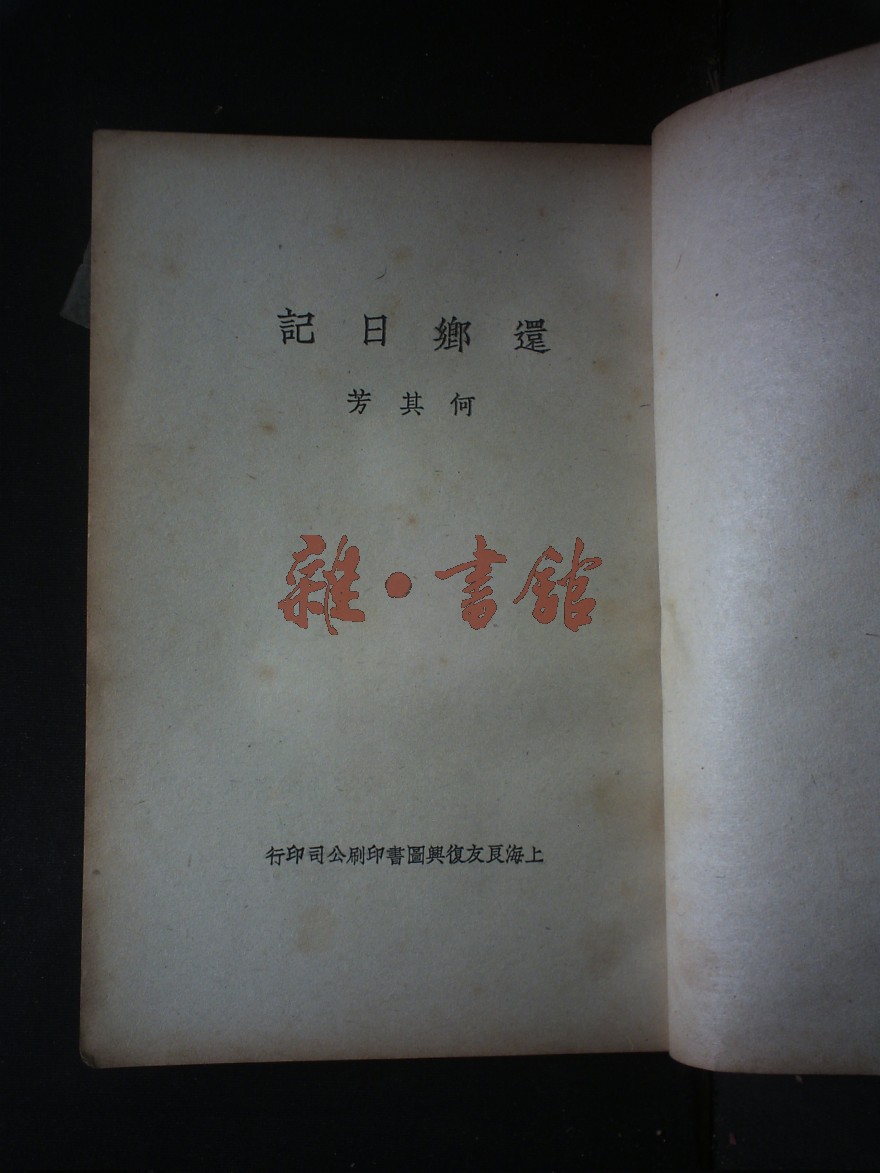 還鄉日記
何其芳
雜·書館
上海良友復興圖書印刷公司印行